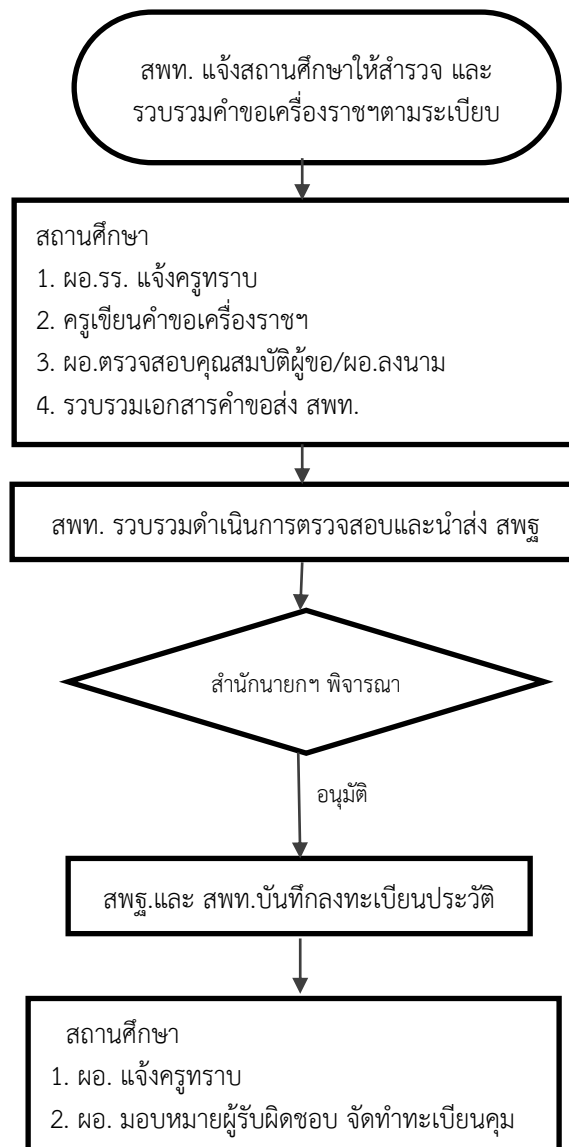 สพท. แจ้งสถานศึกษาให้สำรวจ และ
รวบรวมคำขอเครื่องราชฯตามระเบียบ
สถานศึกษา
1. ผอ.รร. แจ้งครูทราบ
2. ครูเขียนคำขอเครื่องราชฯ
3. ผอ.ตรวจสอบคุณสมบัติผู้ขอ/ผอ.ลงนาม
4. รวบรวมเอกสารคำขอส่ง สพท.
สพท. รวบรวมดำเนินการตรวจสอบและนำส่ง สพฐ
สำนักนายกฯ พิจารณา
อนุมัติ
สพฐ.และ สพท.บันทึกลงทะเบียนประวัติ
สถานศึกษา
1. ผอ. แจ้งครูทราบ
2. ผอ. มอบหมายผู้รับผิดชอบ จัดทำทะเบียนคุม